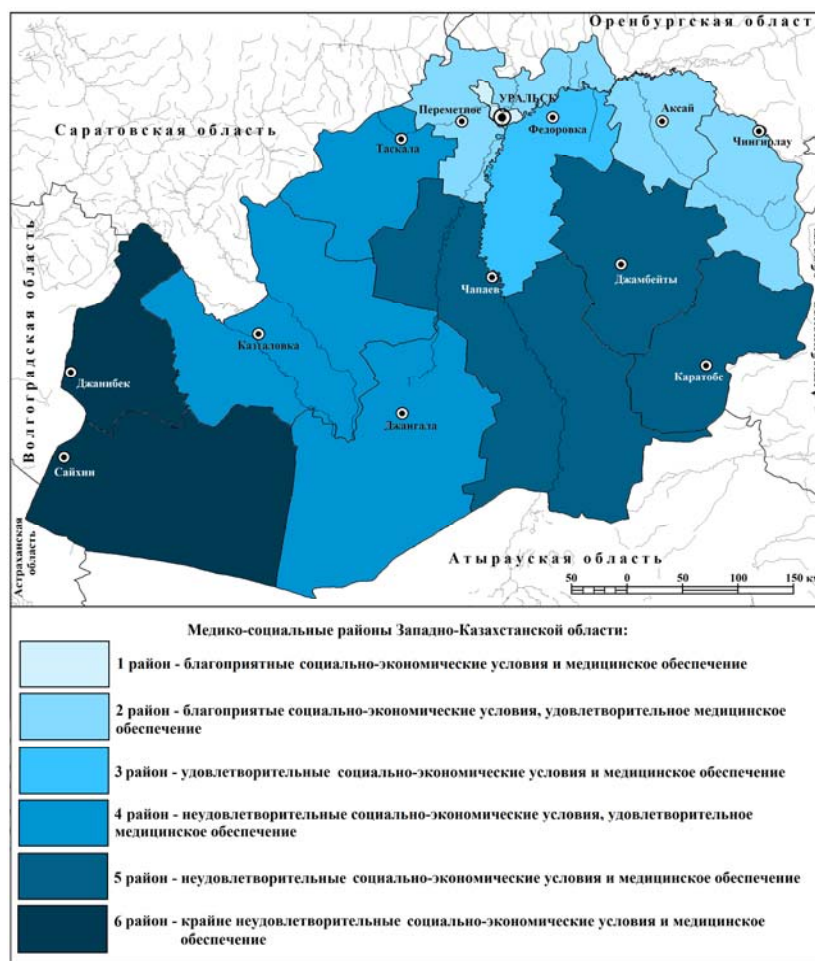 Оренбургская область
Саратовская область
УРАЛЬСК
Переметное
Федоровка
Аксай
Чингирлау
Таскала
Волгоградская область
Чапаев
Джамбейты
Казталовка
Джанибек
Каратобе
Джангала
Сайхин
Астраханская
область
Атырауская область
50 0 50 100 150 км
Медико-социальные районы Западно-Казахстанской области:
1 район - благоприятные социально-экономические условия и медицинское обеспечение
2 район - благоприятые социально-экономические условия, удовлетворительное медицинское
обеспечение
3 район - удовлетворительные социально-экономические условия и медицинское обеспечение
4 район - неудовлетворительные социально-экономические условия, удовлетворительное
медицинское обеспечение
5 район - неудовлетворительные социально-экономические условия и медицинское обеспечение
6 район - крайне неудовлетворительные социально-экономические условия и медицинское
обеспечение